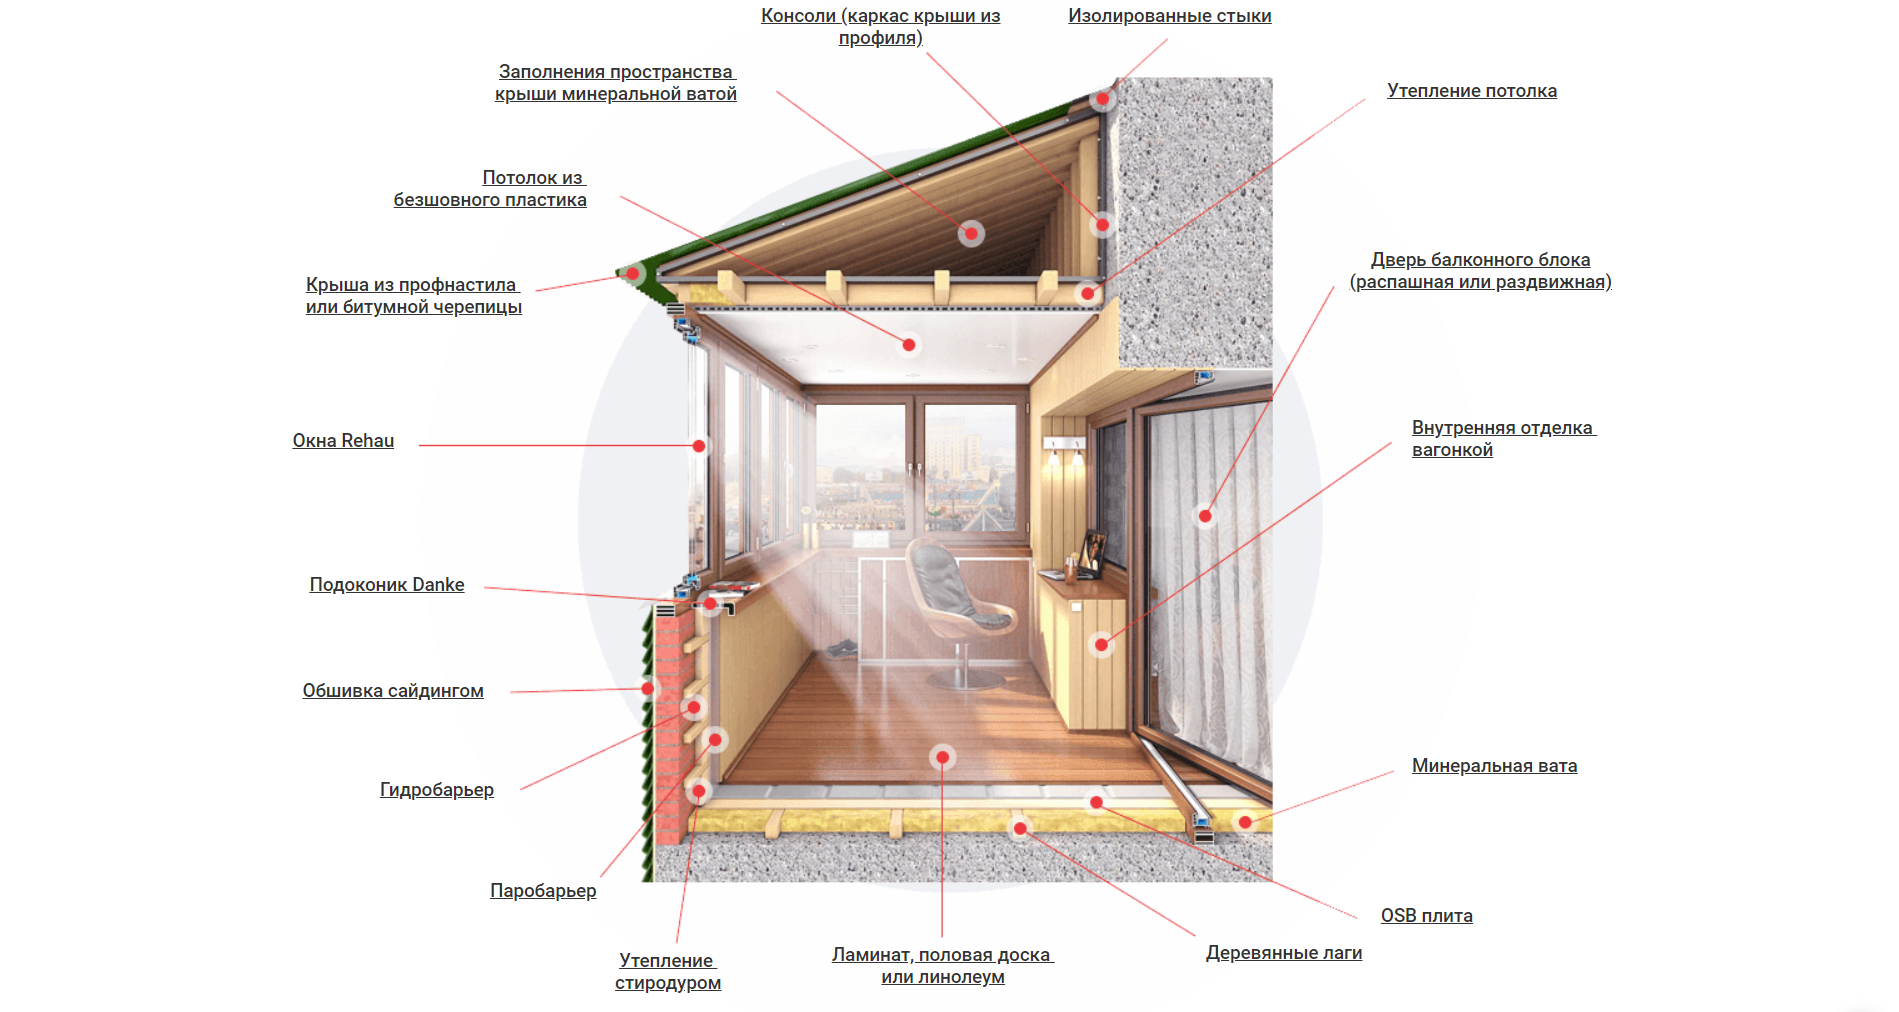 Консоли (каркас крыши из
профиля)
Изолированные стыки
Заполнения пространства
крыши минеральной ватой
Утепление потолка
Потолок из
безшовного пластика
Дверь балконного блока
(распашная или раздвижная)
Крыша из профнастила
или битумной черепицы
Окна Rehau
Внутренняя отделка
вагонкой
Подоконик Danke
Обшивка сайдингом
Гидробарьер
Минеральная вата
Паробарьер
OSB плита
Утепление
стиродуром
Ламинат, половая доска
или линолеум
Деревянные лаги